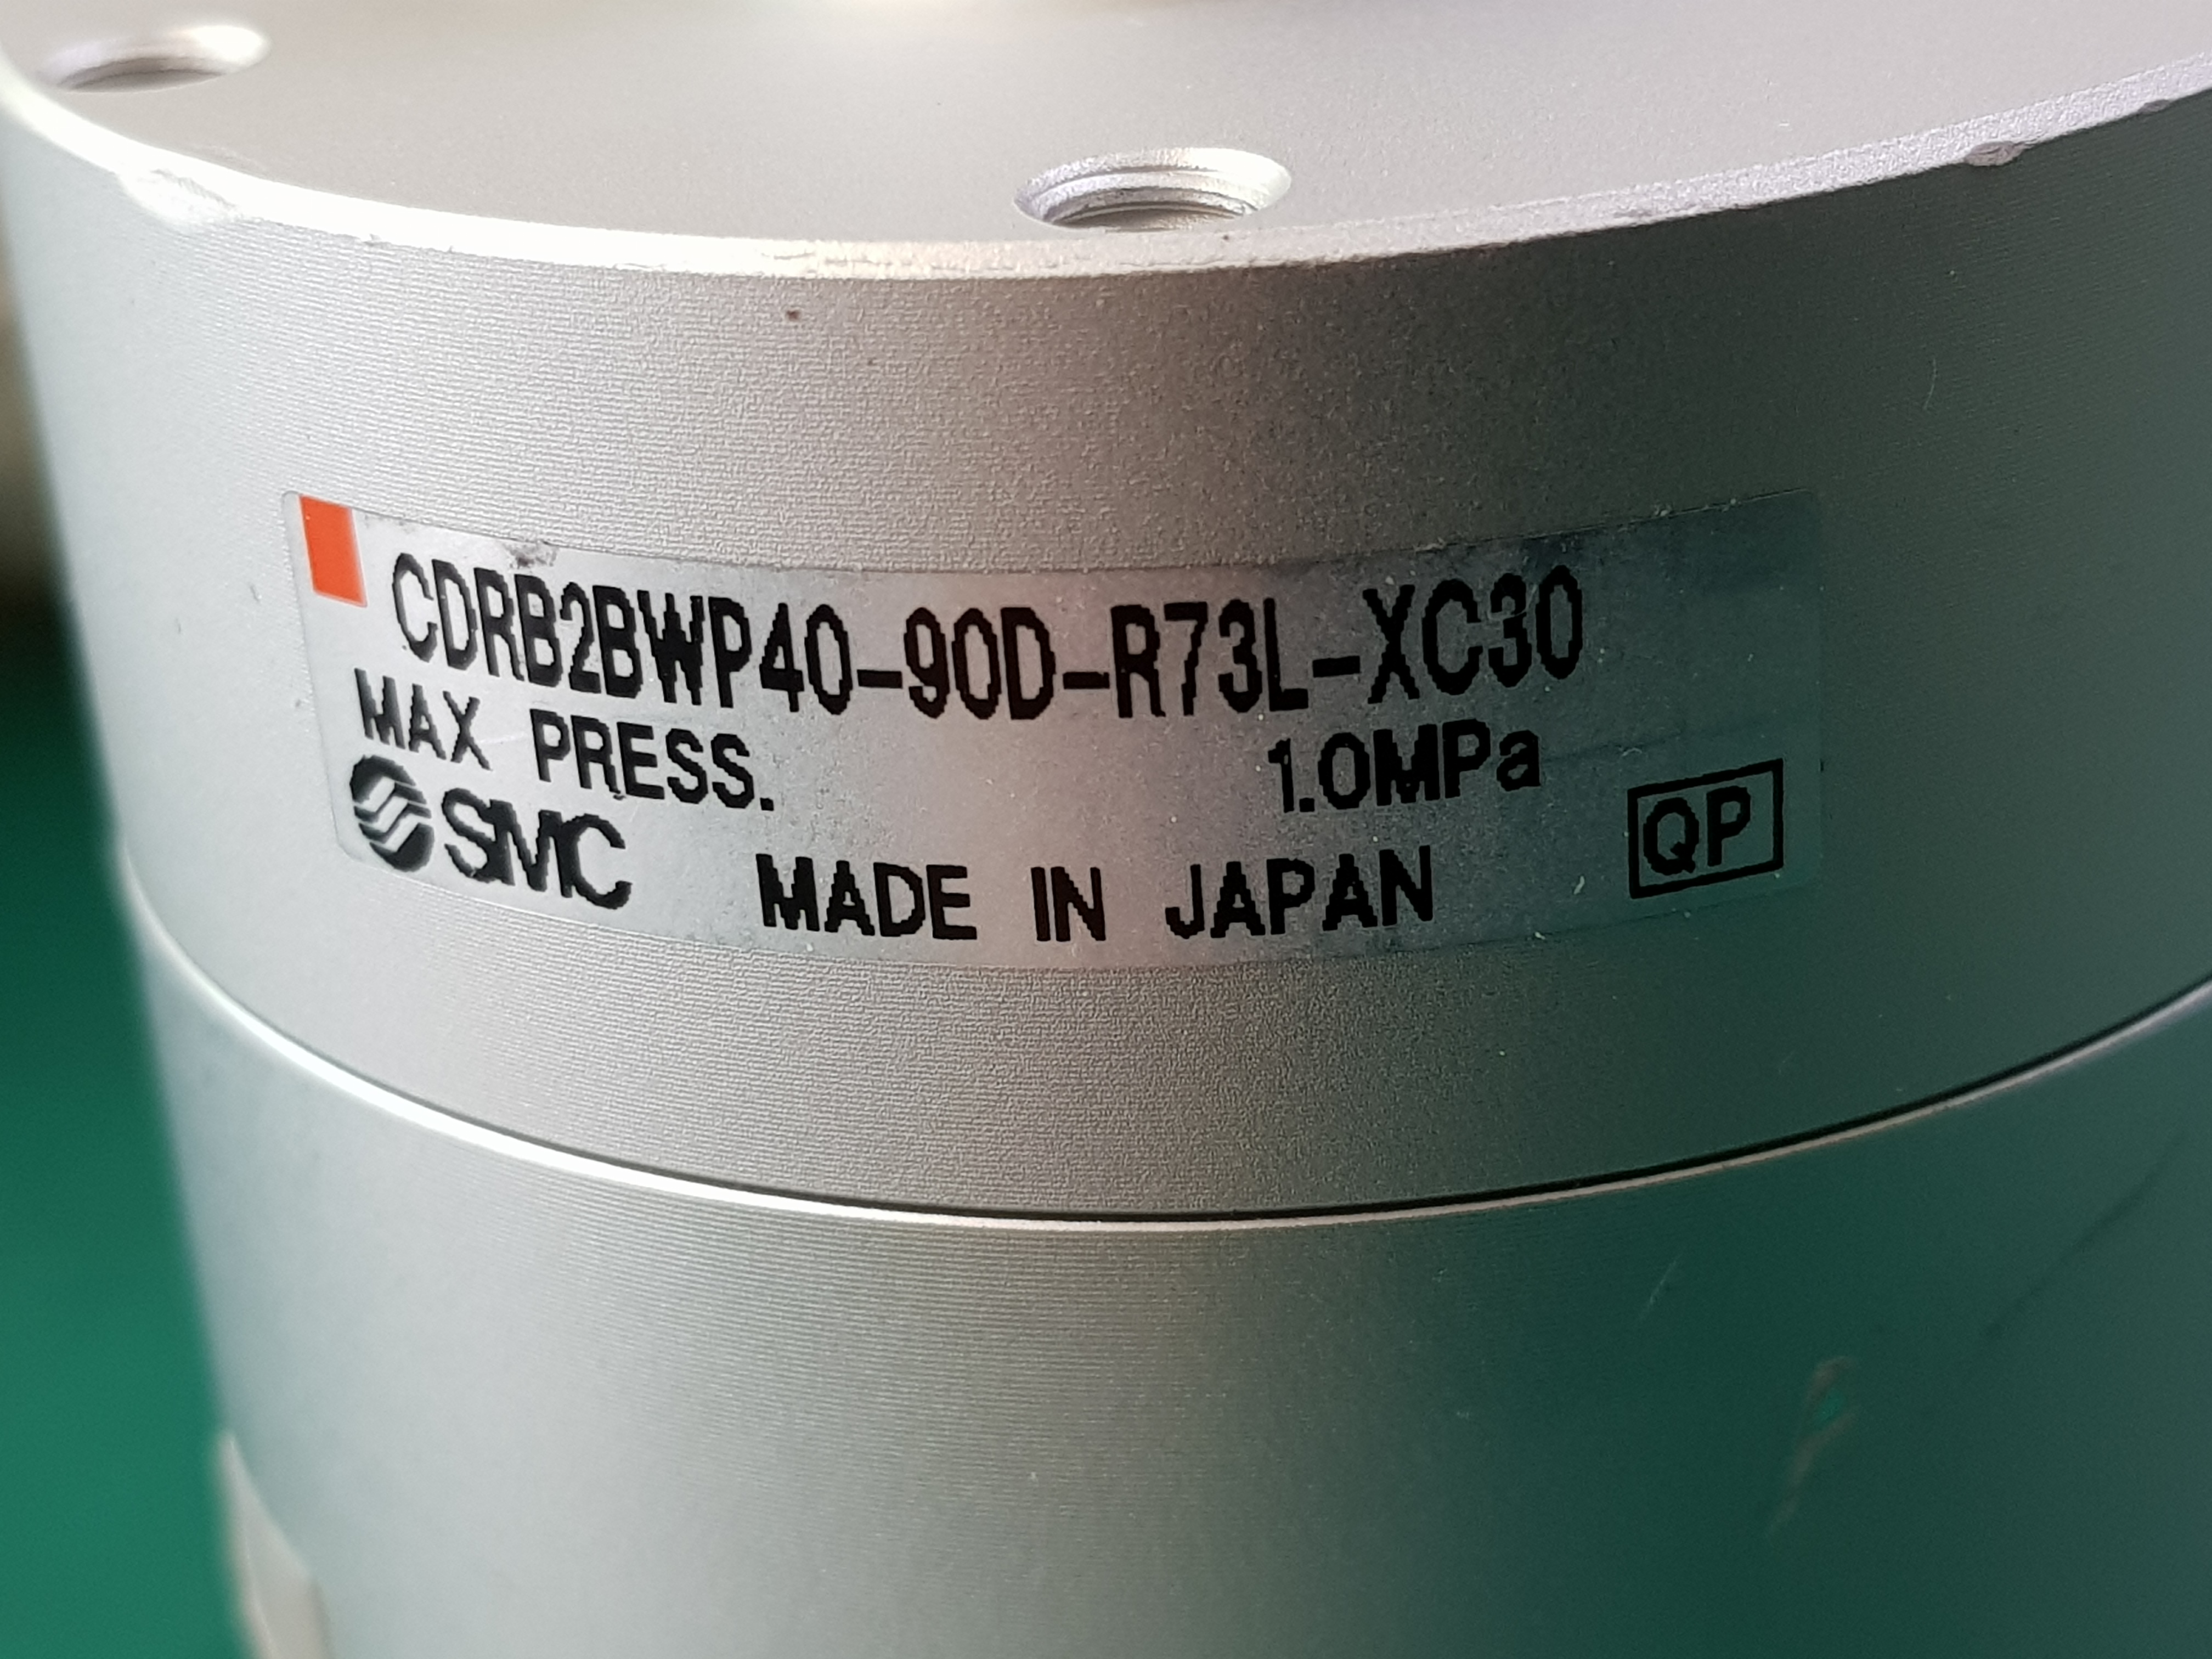 CDRB2BWP40-90D-R73L-XC30
MAX PRESS. 1.0MPa
SMC MADE IN JAPAN QP